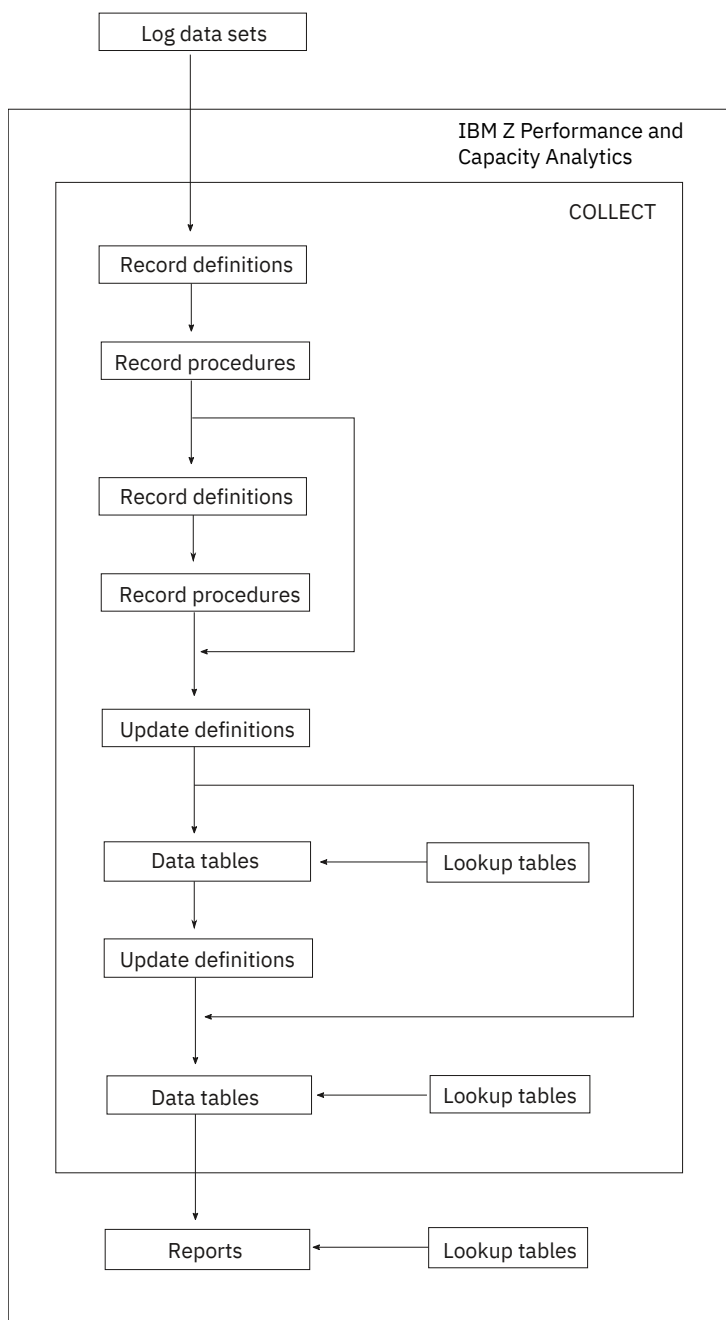 Log data sets
IBM Z Performance and
Capacity Analytics
COLLECT
Record definitions
Record procedures
Record definitions
Record procedures
Update definitions
Data tables
Lookup tables
Update definitions
Data tables
Lookup tables
Reports
Lookup tables